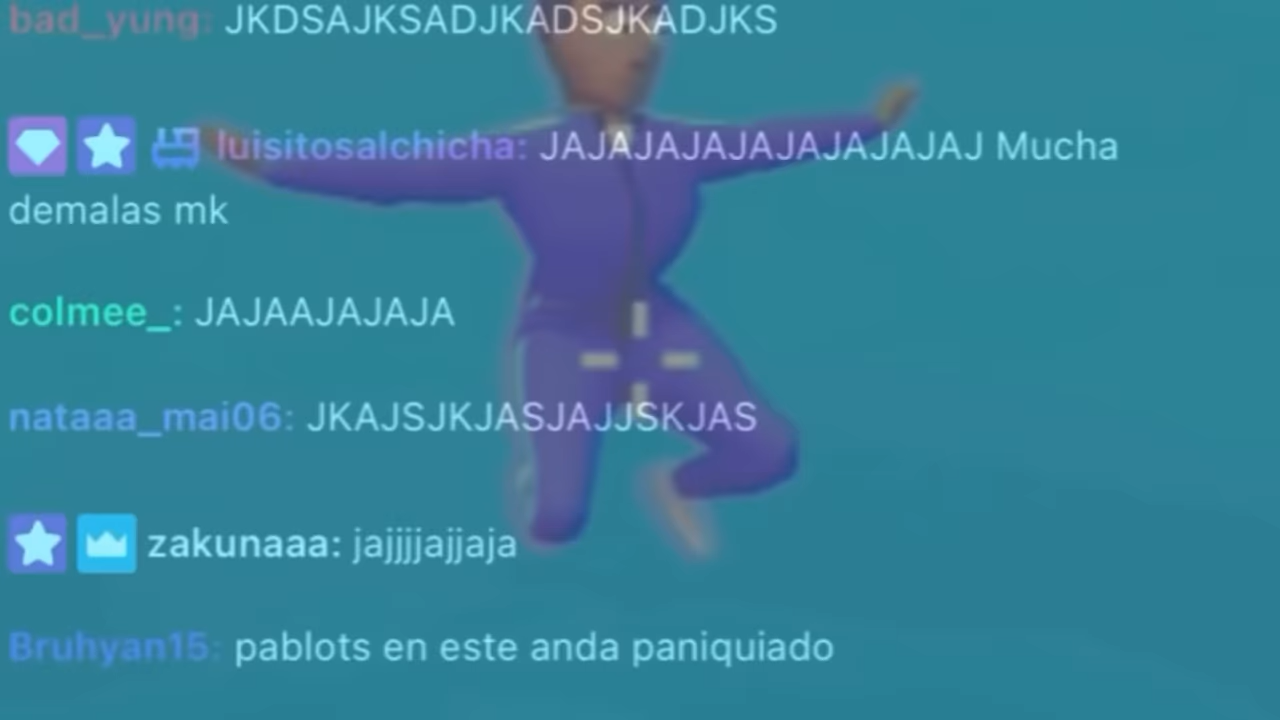 bad_yung: JKDSAJKSADJKADSJKADJKS
luisitosalchicha: JAJAJAJAJAJAJAJAJAJ Mucha
demalas mk
colmee_: JAJAAJAJAJA
nataaa_mai06: JKAJSJKJASJAJJSKJAS
zakunaaa: jajjjjajjaja
Bruhyan15: pablots en este anda paniquiado